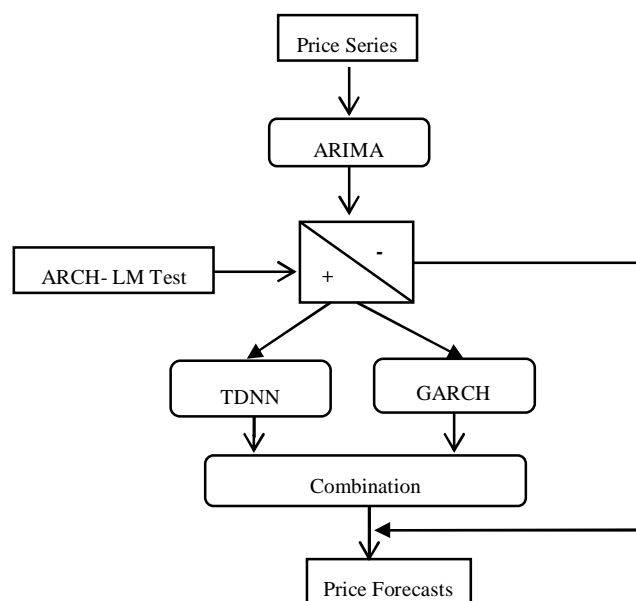 Price Series
ARIMA
-
+
ARCH- LM Test
TDNN
GARCH
Combination
Price Forecasts